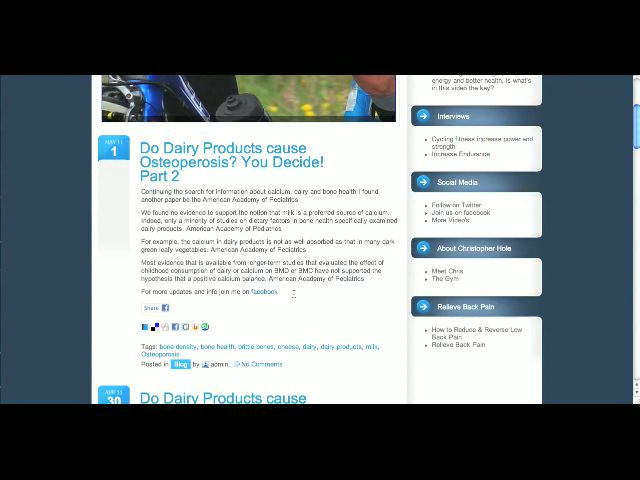 energy and better health, Is what's
in this video the key?
Interviews
Cycling fitness increase power and
strength
Increase Endurance
Social Media
Follow on Twitter
Join us on facebook
More Video's
About Christopher Hole
Meet Chris
The Gym
Relieve Back Pain
How to Reduce & Reverse Low
Back Pain
Relieve Back Pain
MAY 11
1
Do Dairy Products cause
Osteoperosis? You Decide!
Part 2
Continuing the search for information about calcium, dairy and bone health I found
another paper be the American Academy of Pediatrics
We found no evidence to support the notion that milk is a preferred source of calcium.
Indeed, only a minority of studies on dietary factors in bone health specifically examined
dairy products. American Academy of Pediatrics
For example, the calcium in dairy products is not as well absorbed as that in many dark
green leafy vegetables. American Academy of Pediatrics
Most evidence that is available from longer-term studies that evaluated the effect of
childhood consumption of dairy or calcium on BMD or BMC have not supported the
hypothesis that a positive calcium balance. American Academy of Pediatrics
For more updates and info join me on facebook
Share
Tags: bone density, bone health, brittle bones, cheese, dairy, dairy products, milk,
Osteoporosis
Posted in Blog by admin. No Comments
APR 11
30
Do Dairy Products cause